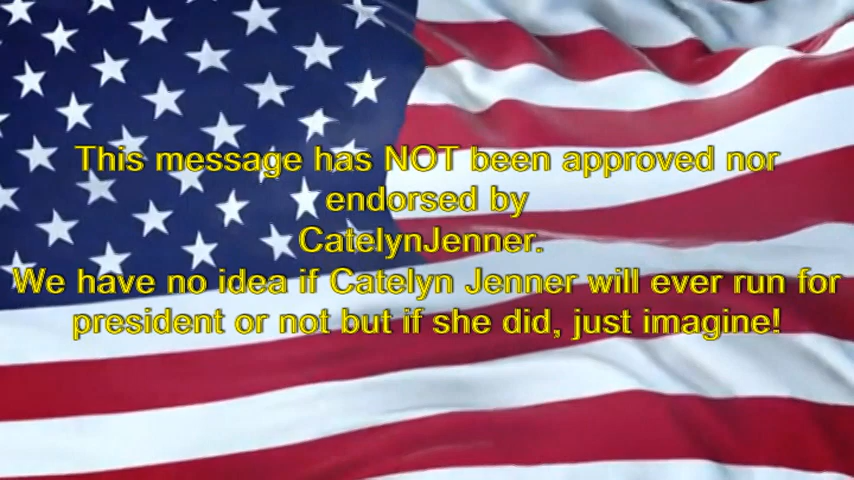 This message has NOT been approved nor
endorsed by
CatelynJenner.
We have no idea if Catelyn Jenner will ever run for
president or not but if she did, just imagine!